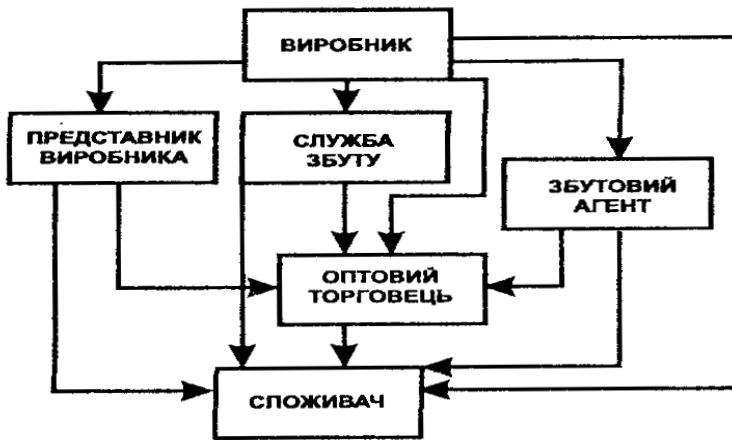 ВИРОБНИК
ПРЕДСТАВНИК
ВИРОБНИКА
СЛУЖБА
ЗБУТУ
ЗБУТОВИЙ
АГЕНТ
ОПТОВИЙ
ТОРГОВЕЦЬ
СПОЖИВАЧ